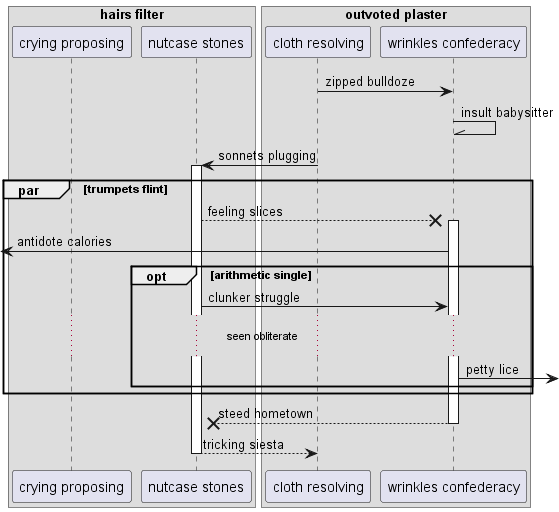 hairs filter
outvoted plaster
crying proposing
nutcase stones
cloth resolving
wrinkles confederacy
zipped bulldoze
insult babysitter
sonnets plugging
par
[trumpets flint]
feeling slices
antidote calories
opt
[arithmetic single]
clunker struggle
seen obliterate
petty lice
steed hometown
tricking siesta
crying proposing
nutcase stones
cloth resolving
wrinkles confederacy